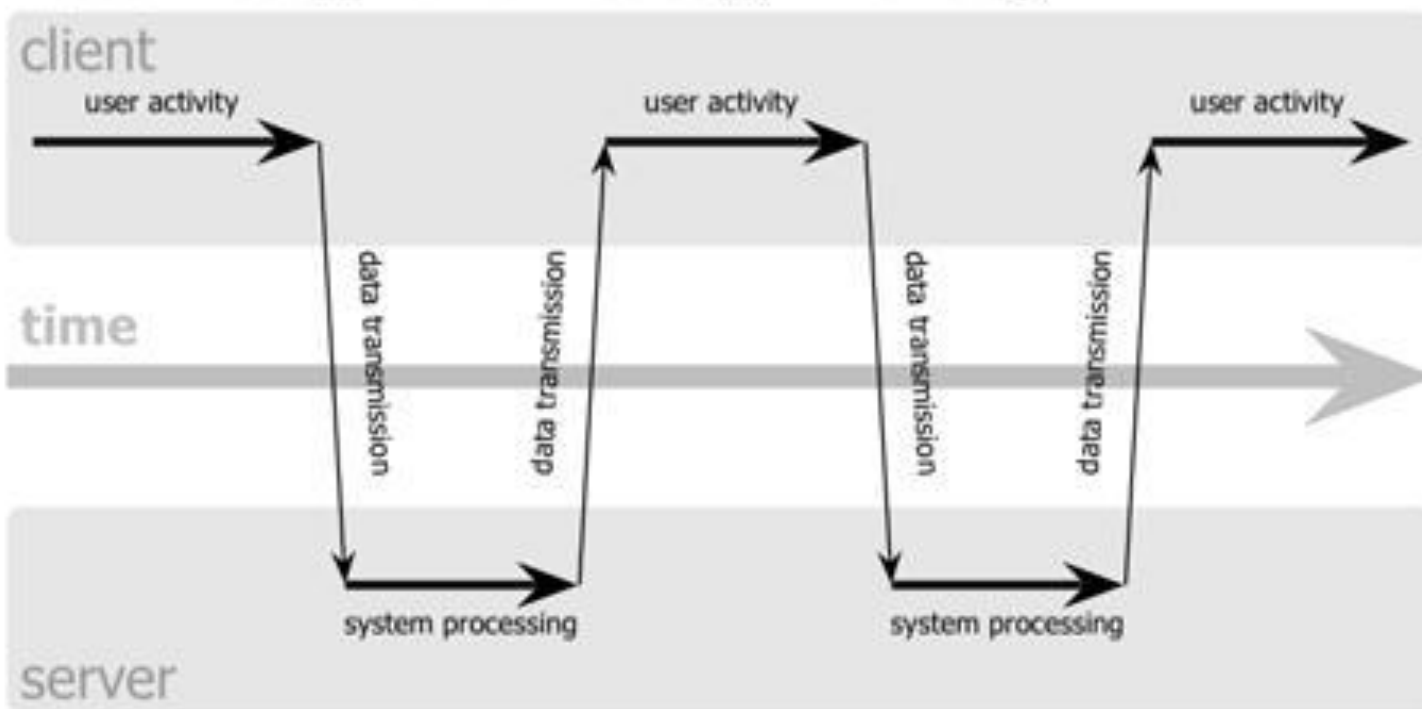 client
user activity
user activity
user activity
data transmission
data transmission
data transmission
data transmission
time
system processing
system processing
server